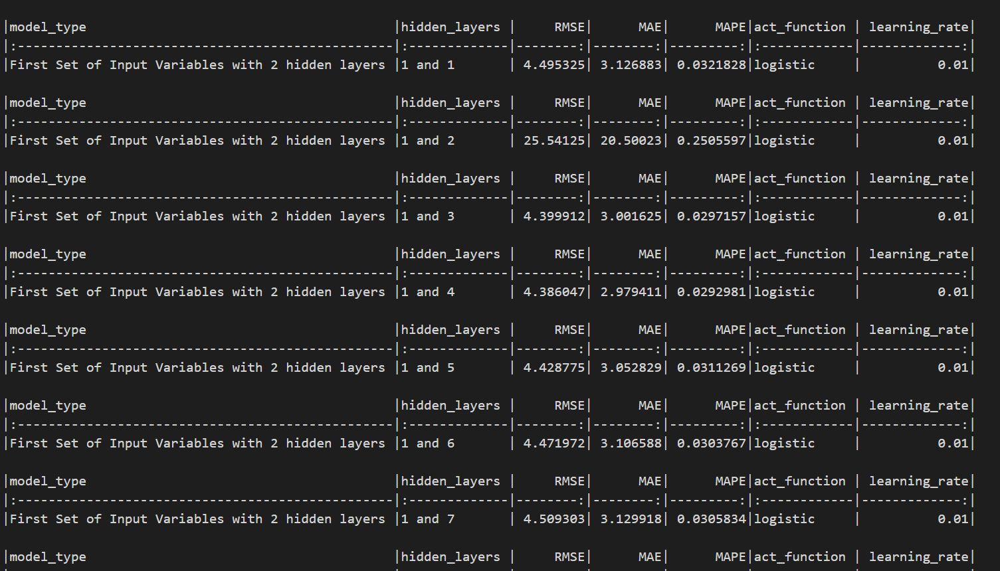 |model_type                                        |hidden_layers |     RMSE|      MAE|      MAPE|act_function | learning_rate|
|:-------------------------------------------------|:-------------|--------:|--------:|---------:|:------------|-------------:|
|First Set of Input Variables with 2 hidden layers |1 and 1       | 4.495325| 3.126883| 0.0321828|logistic     |          0.01|
|model_type                                        |hidden_layers |     RMSE|      MAE|      MAPE|act_function | learning_rate|
|:-------------------------------------------------|:-------------|--------:|--------:|---------:|:------------|-------------:|
|First Set of Input Variables with 2 hidden layers |1 and 2       | 25.54125| 20.50023| 0.2505597|logistic     |          0.01|
|model_type                                        |hidden_layers |     RMSE|      MAE|      MAPE|act_function | learning_rate|
|:-------------------------------------------------|:-------------|--------:|--------:|---------:|:------------|-------------:|
|First Set of Input Variables with 2 hidden layers |1 and 3       | 4.399912| 3.001625| 0.0297157|logistic     |          0.01|
|model_type                                        |hidden_layers |     RMSE|      MAE|      MAPE|act_function | learning_rate|
|:-------------------------------------------------|:-------------|--------:|--------:|---------:|:------------|-------------:|
|First Set of Input Variables with 2 hidden layers |1 and 4       | 4.386047| 2.979411| 0.0292981|logistic     |          0.01|
|model_type                                        |hidden_layers |     RMSE|      MAE|      MAPE|act_function | learning_rate|
|:-------------------------------------------------|:-------------|--------:|--------:|---------:|:------------|-------------:|
|First Set of Input Variables with 2 hidden layers |1 and 5       | 4.428775| 3.052829| 0.0311269|logistic     |          0.01|
|model_type                                        |hidden_layers |     RMSE|      MAE|      MAPE|act_function | learning_rate|
|:-------------------------------------------------|:-------------|--------:|--------:|---------:|:------------|-------------:|
|First Set of Input Variables with 2 hidden layers |1 and 6       | 4.471972| 3.106588| 0.0303767|logistic     |          0.01|
|model_type                                        |hidden_layers |     RMSE|      MAE|      MAPE|act_function | learning_rate|
|:-------------------------------------------------|:-------------|--------:|--------:|---------:|:------------|-------------:|
|First Set of Input Variables with 2 hidden layers |1 and 7       | 4.509303| 3.129918| 0.0305834|logistic     |          0.01|
|model_type                                        |hidden_layers |     RMSE|      MAE|      MAPE|act_function | learning_rate|